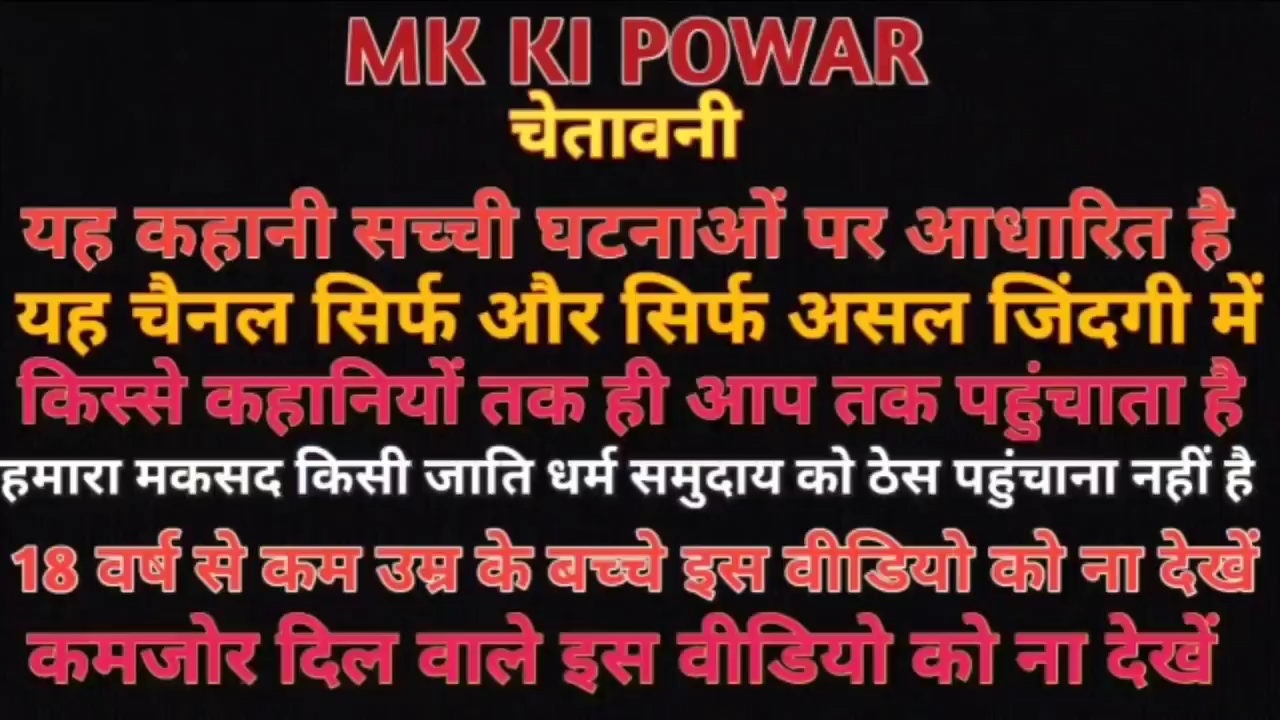 MK KI POWAR
चेतावनी
यह कहानी सच्ची घटनाओं पर आधारित है
यह चैनल सिर्फ और सिर्फ असल जिंदगी में
किस्से कहानियों तक ही आप तक पहुंचाता है
हमारा मकसद किसी जाति धर्म समुदाय को ठेस पहुंचाना नहीं है
18 वर्ष से कम उम्र के बच्चे इस वीडियो को ना देखें
कमजोर दिल वाले इस वीडियो को ना देखें